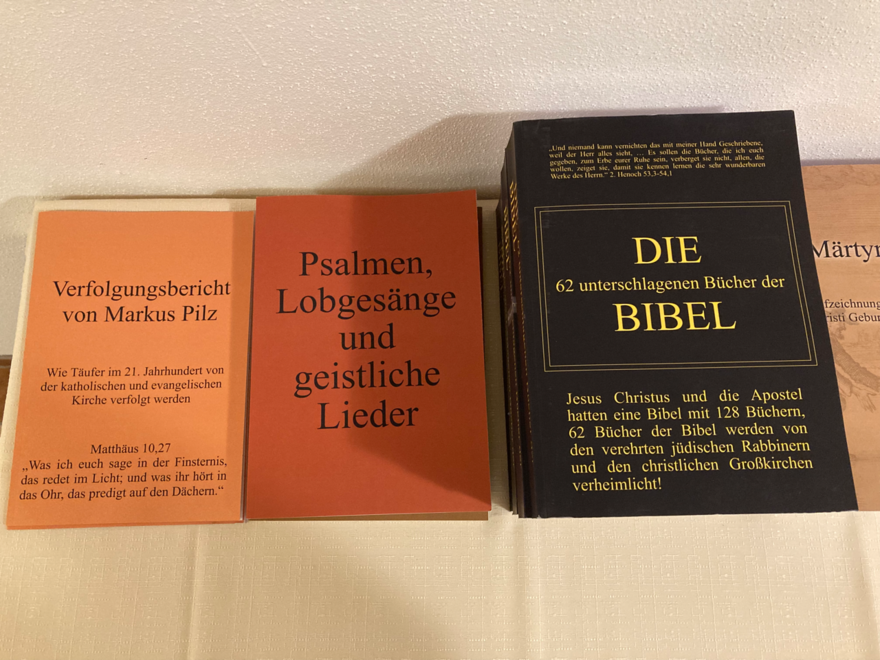 Verfolgungsbericht
von Markus Pilz
Wie Täufer im 21. Jahrhundert von
der katholischen und evangelischen
Kirche verfolgt werden
Matthäus 10,27
„Was ich euch sage in der Finsternis,
das redet im Licht; und was ihr hört in
das Ohr, das predigt auf den Dächern.“
Psalmen,
Lobgesänge
und
geistliche
Lieder
„Und niemand kann vernichten das mit meiner Hand Geschriebene,
weil der Herr alles sieht, ... Es sollen die Bücher, die ich euch
gegeben, zum Erbe eurer Ruhe sein, verberget sie nicht, allen, die
wollen, zeiget sie, damit sie kennen lernen die sehr wunderbaren
Werke des Herrn.“ 2. Henoch 53,3-54,1
DIE
62 unterschlagenen Bücher der
BIBEL
Jesus Christus und die Apostel
hatten eine Bibel mit 128 Büchern,
62 Bücher der Bibel werden von
den verehrten jüdischen Rabbinern
und den christlichen Großkirchen
verheimlicht!
Märtyr
fzeichnung
risti Gebur